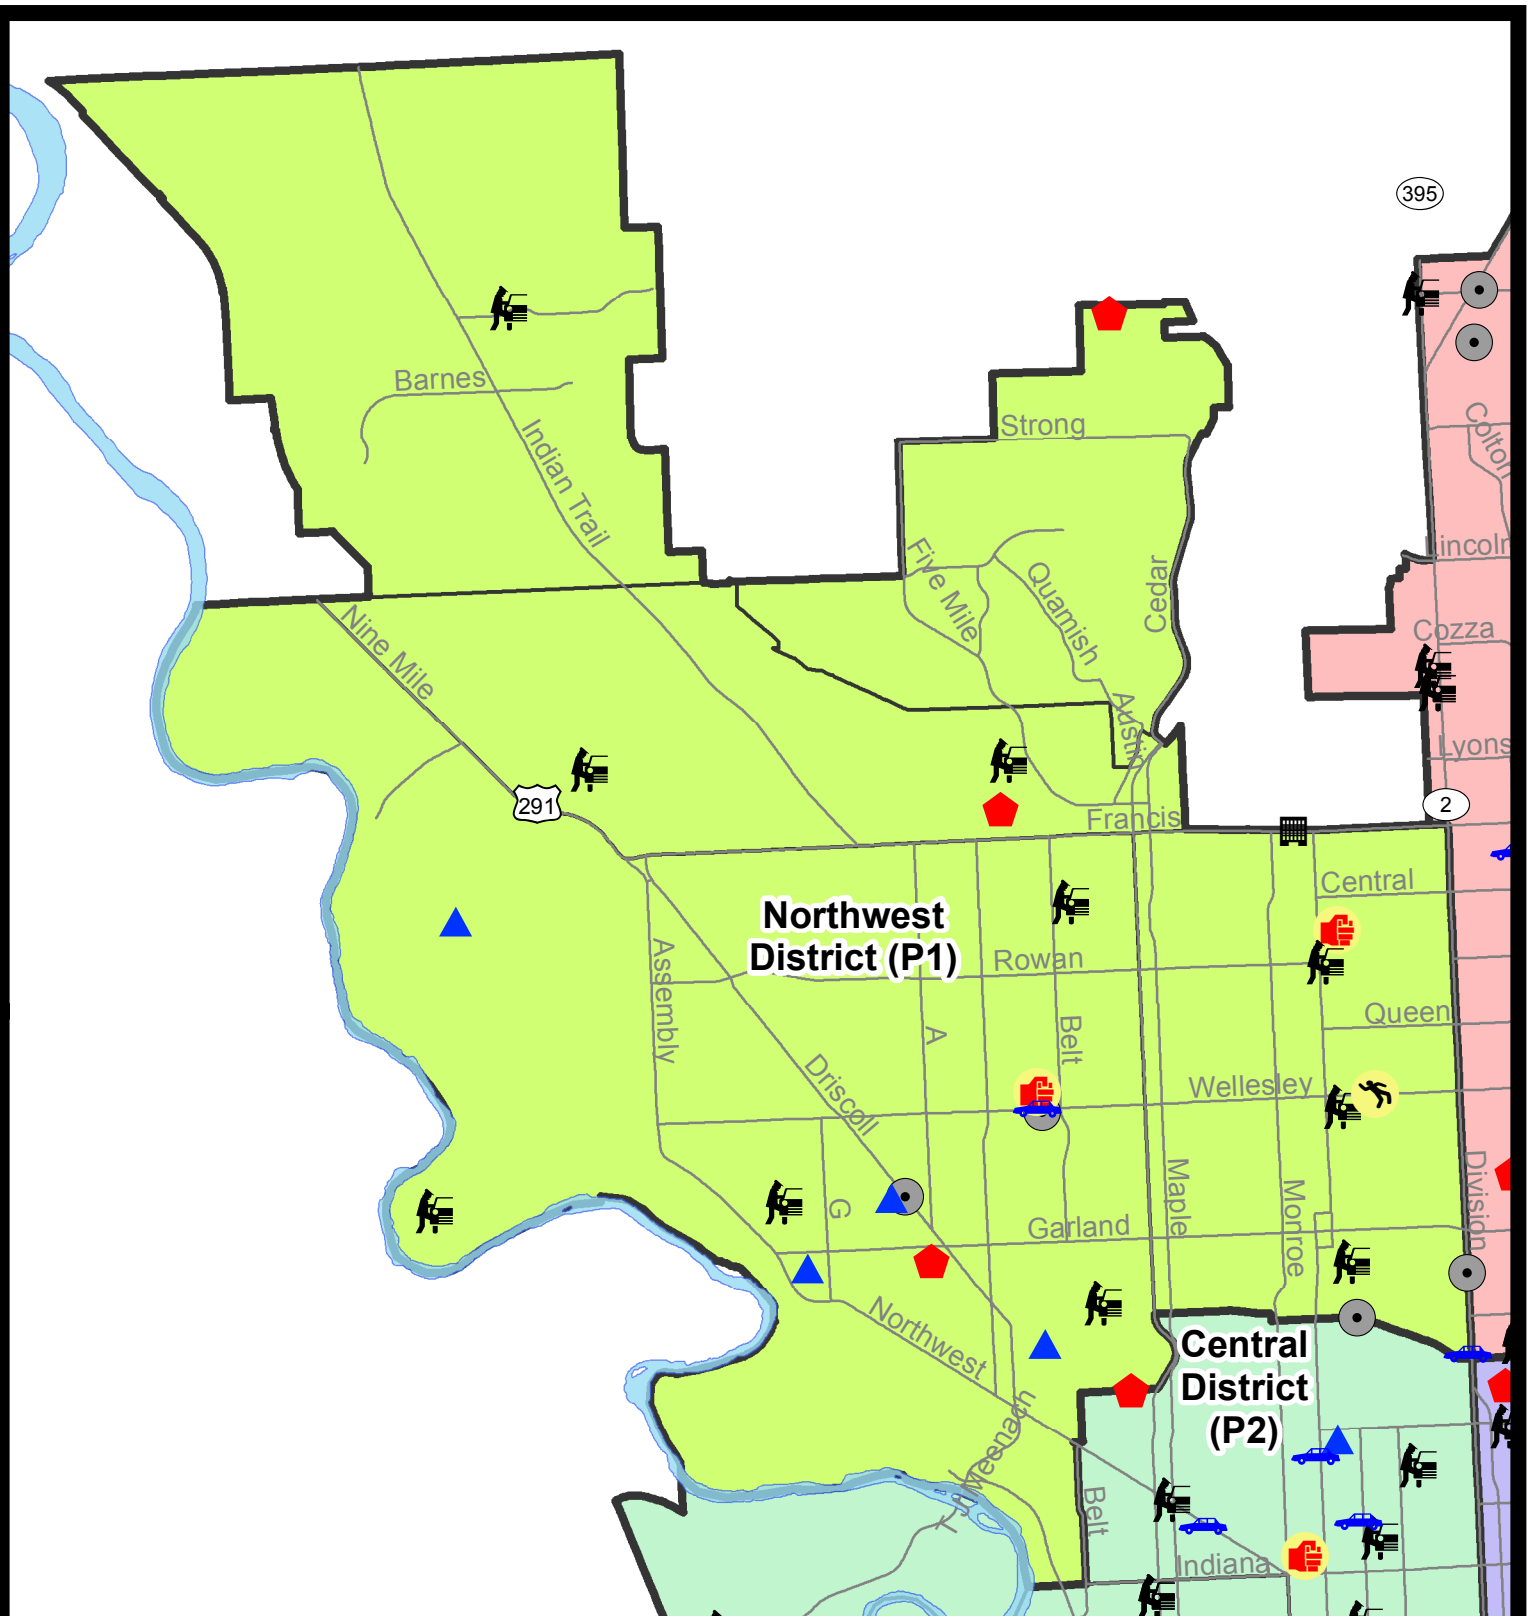 395
Barnes
Indian Trail
Strong
Colton
Lincoln
Five Mile
Quamish
Cedar
Nine Mile
Cozza
Austin
Lyons
291
2
Francis
Central
Northwest
District (P1)
Assembly
Rowan
A
Belt
Queen
Driscoll
Wellesley
G
Maple
Monroe
Division
Garland
Northwest
Central
District
(P2)
T J Meenach
Belt
Indiana